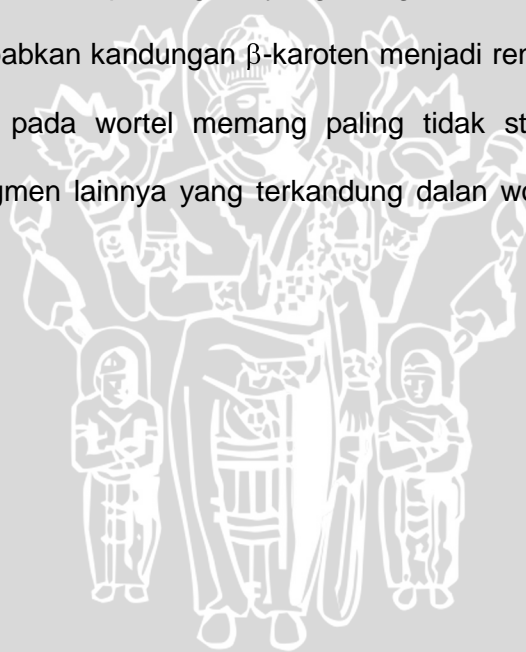 abkan kandungan β-karoten menjadi ren
pada wortel memang paling tidak st
gmen lainnya yang terkandung dalan wo